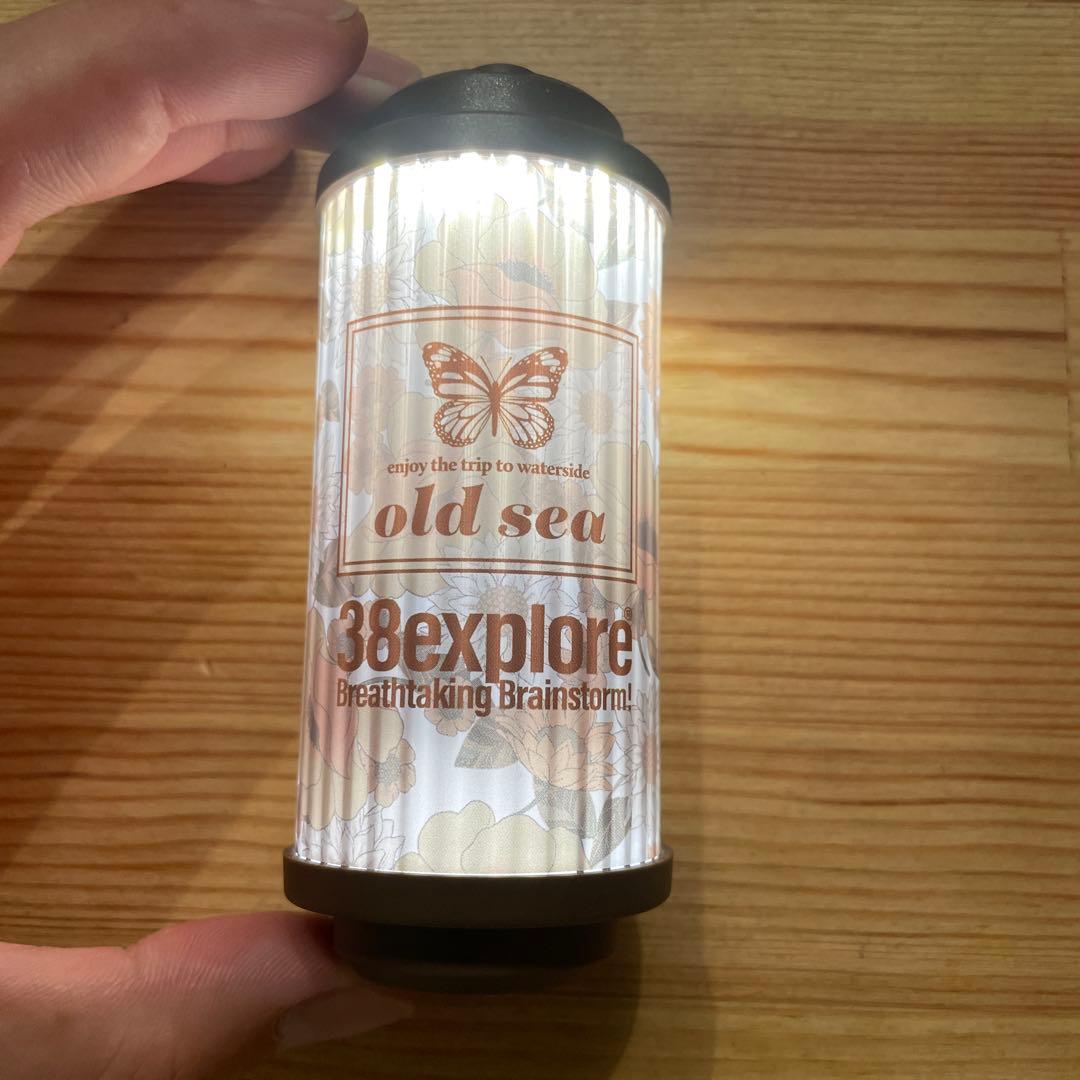 enjoy the trip to waterside
old sea
38explore®
Breathtaking Brainstorm!